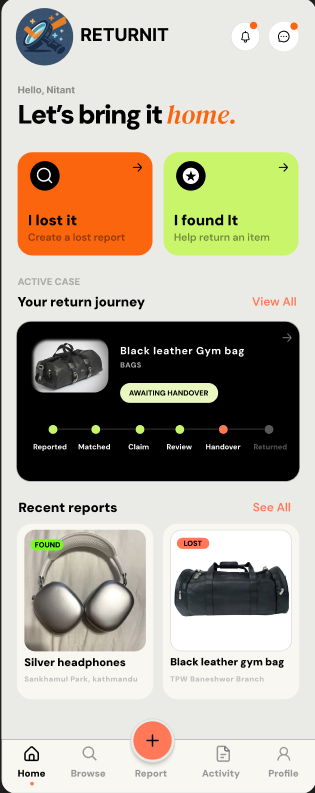 RETURNIT
Hello, Nitant
Let's bring it home.
I lost it
Create a lost report
I found It
Help return an item
ACTIVE CASE
Your return journey
View All
Black leather Gym bag
BAGS
AWAITING HANDOVER
Reported Matched Claim Review Handover Returned
Recent reports
See All
FOUND
LOST
Silver headphones
Sankhamul Park, kathmandu
Black leather gym bag
TPW Baneshwor Branch
Home Browse Report Activity Profile